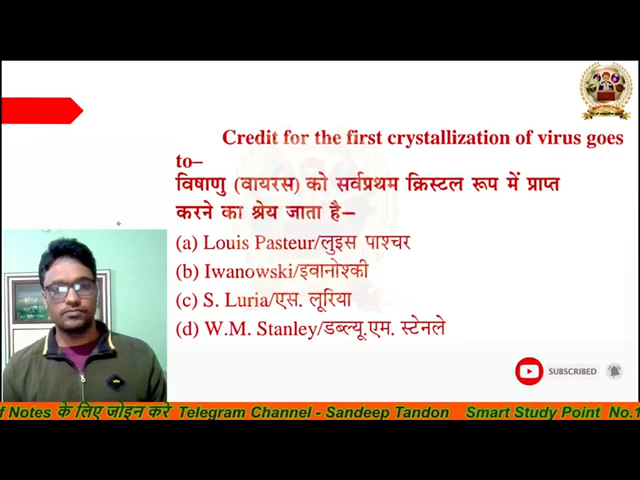 Credit for the first crystallization of virus goes
to–
विषाणु (वायरस) को सर्वप्रथम क्रिस्टल रूप में प्राप्त
करने का श्रेय जाता है–
(a) Louis Pasteur/लुइस पाश्चर
(b) Iwanowski/इवानोश्की
(c) S. Luria/एस. लूरिया
(d) W.M. Stanley/डब्ल्यू.एम. स्टेनले
SUBSCRIBED
f Notes के लिए जोइन करे Telegram Channel - Sandeep Tandon Smart Study Point No.1